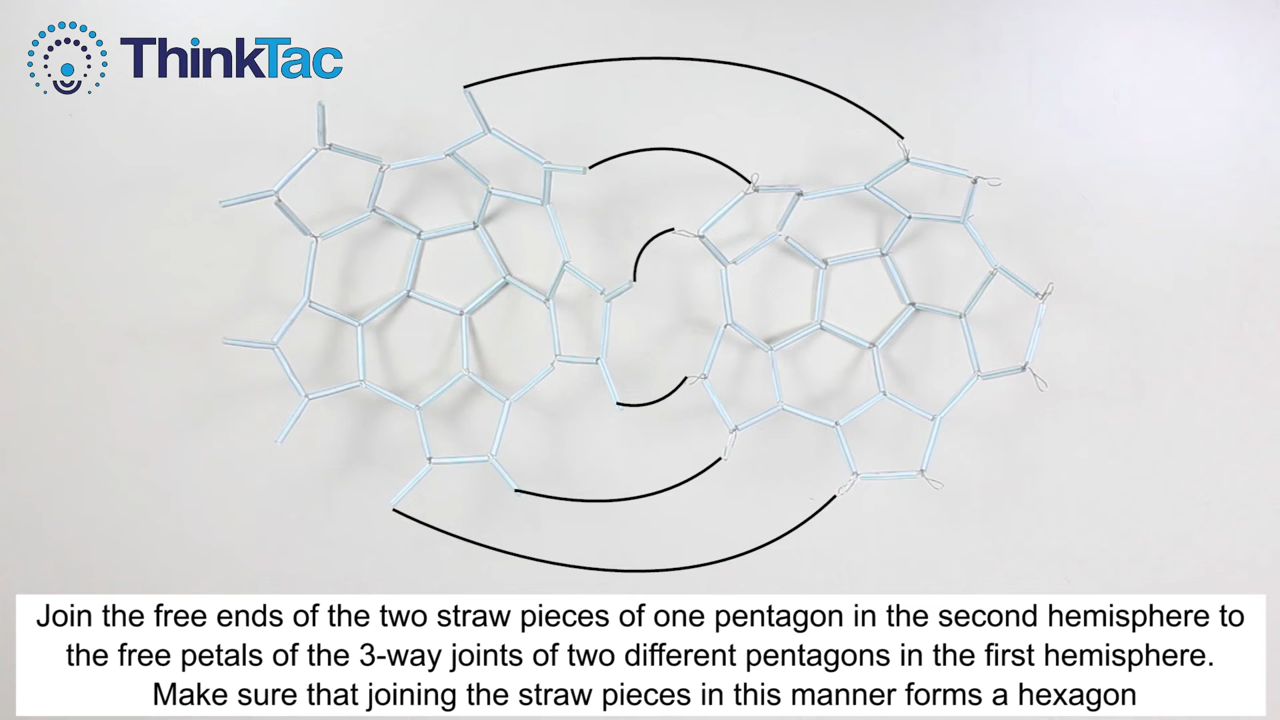 ThinkTac
Join the free ends of the two straw pieces of one pentagon in the second hemisphere to
the free petals of the 3-way joints of two different pentagons in the first hemisphere.
Make sure that joining the straw pieces in this manner forms a hexagon